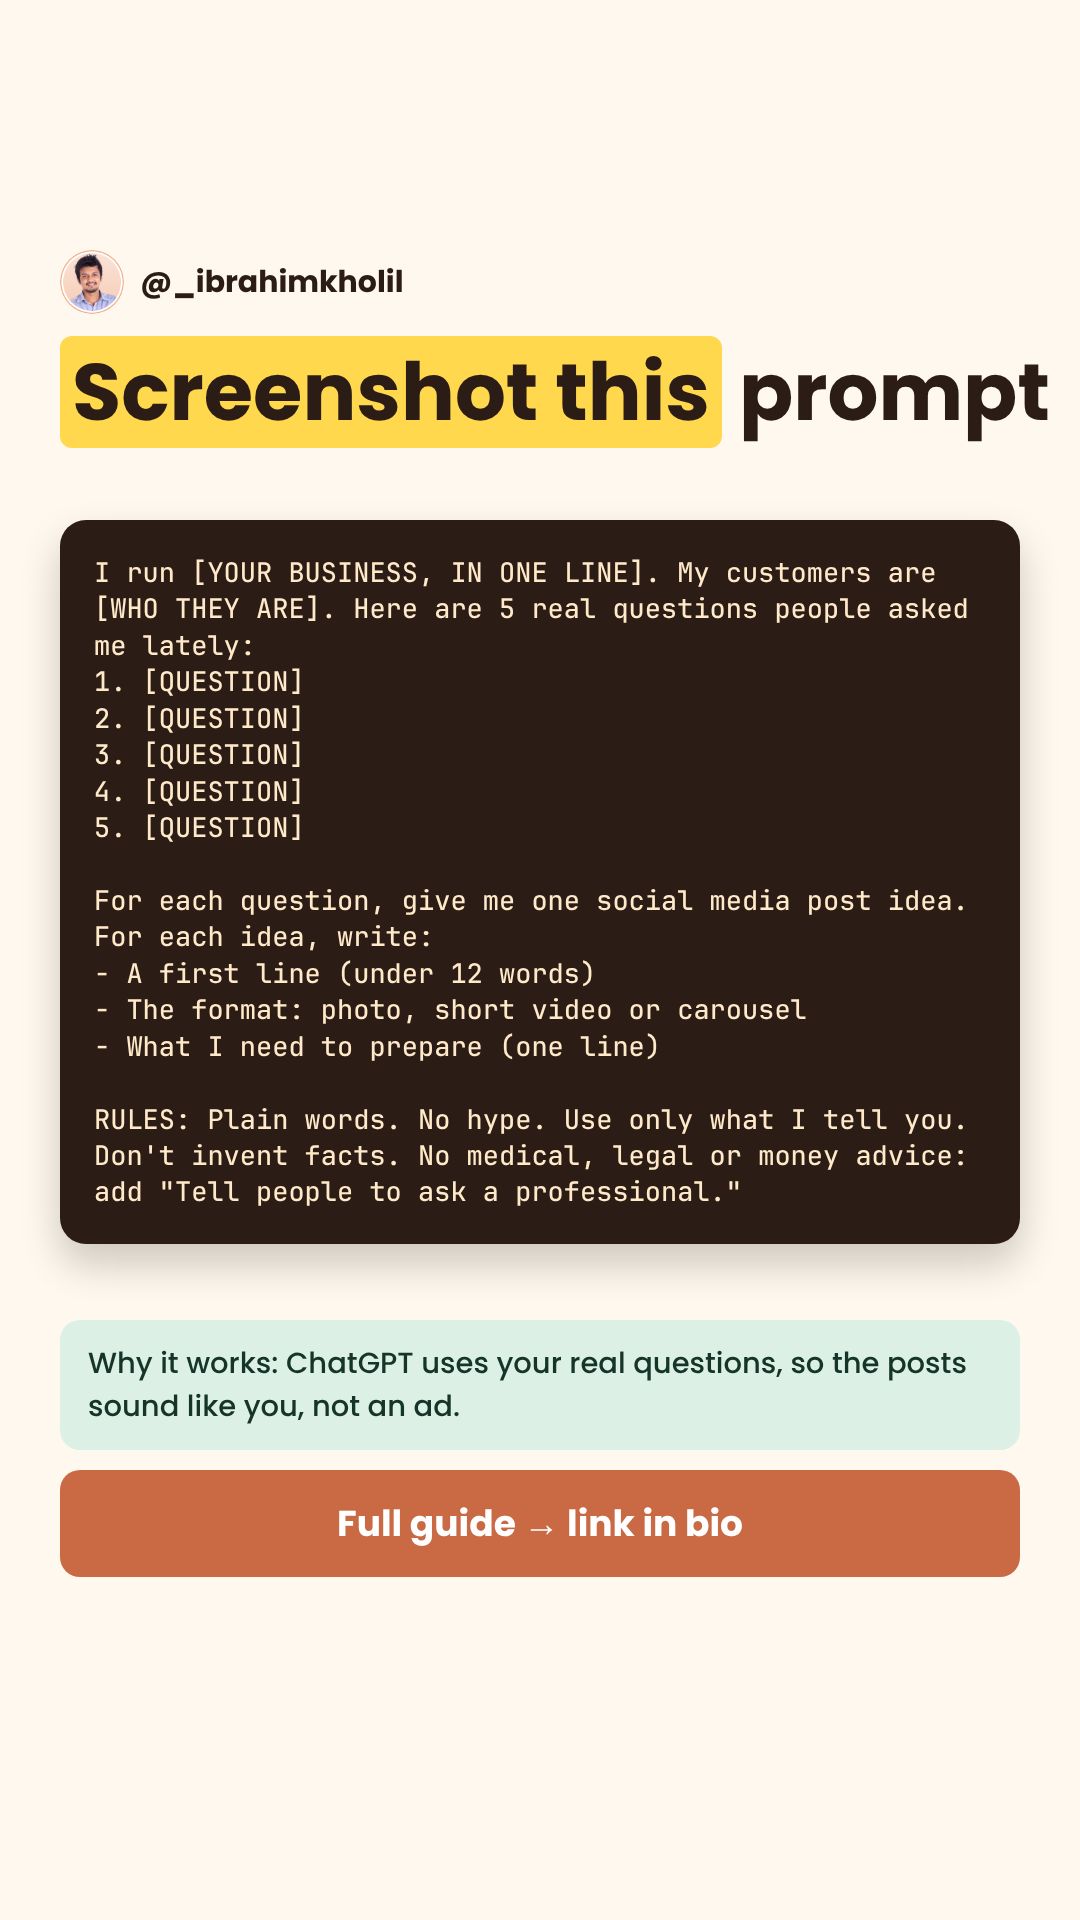 @_ibrahimkholil
Screenshot this prompt
I run [YOUR BUSINESS, IN ONE LINE]. My customers are
[WHO THEY ARE]. Here are 5 real questions people asked
me lately:
1. [QUESTION]
2. [QUESTION]
3. [QUESTION]
4. [QUESTION]
5. [QUESTION]
For each question, give me one social media post idea.
For each idea, write:
- A first line (under 12 words)
- The format: photo, short video or carousel
- What I need to prepare (one line)
RULES: Plain words. No hype. Use only what I tell you.
Don't invent facts. No medical, legal or money advice:
add "Tell people to ask a professional."
Why it works: ChatGPT uses your real questions, so the posts
sound like you, not an ad.
Full guide → link in bio